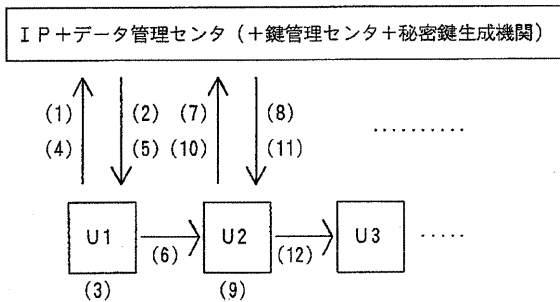 ＩＰ＋データ管理センタ（＋鍵管理センタ＋秘密鍵生成機関）
(1) (2) (7) (8) ‥‥‥‥‥
(4) (5) (10) (11)
U1 U2 U3 ‥‥‥
(6) (12)
(3) (9)